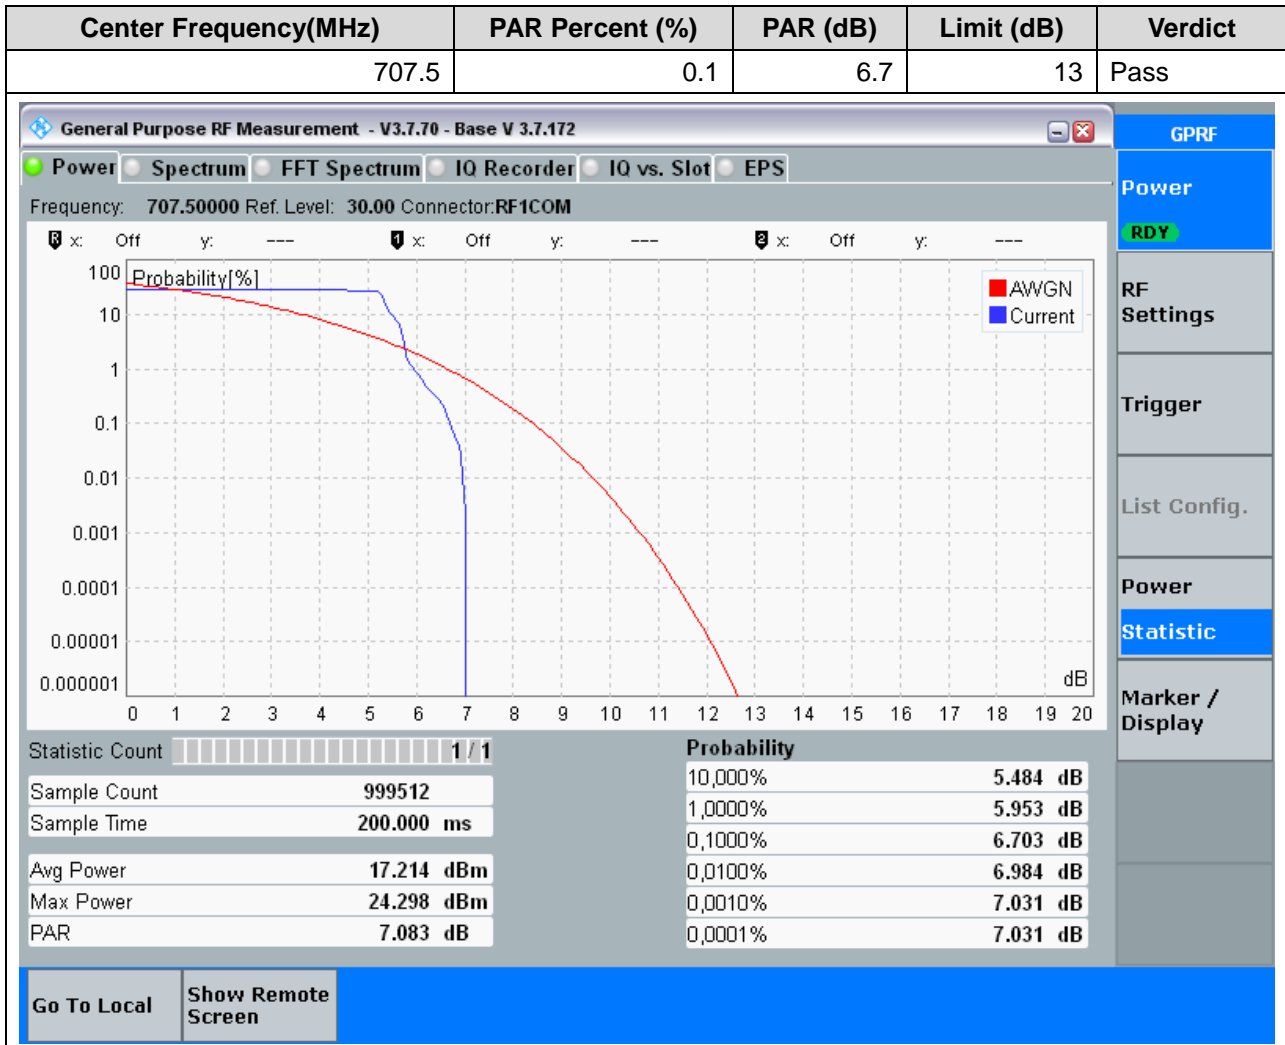 Center Frequency(MHz) PAR Percent (%) PAR (dB) Limit (dB) Verdict
707.5 0.1 6.7 13 Pass
General Purpose RF Measurement - V3.7.70 - Base V 3.7.172
GPRF
Power Spectrum FFT Spectrum IQ Recorder IQ vs. Slot EPS
Frequency: 707.50000 Ref. Level: 30.00 Connector:RF1COM
R x: Off y: --- 1 x: Off y: --- 2 x: Off y: ---
Probability[%]
AWGN
Current
100
10
1
0.1
0.01
0.001
0.0001
0.00001
0.000001
dB
0 1 2 3 4 5 6 7 8 9 10 11 12 13 14 15 16 17 18 19 20
Statistic Count 1 / 1
Sample Count 999512
Sample Time 200.000 ms
Avg Power 17.214 dBm
Max Power 24.298 dBm
PAR 7.083 dB
Probability
10,000% 5.484 dB
1,0000% 5.953 dB
0,1000% 6.703 dB
0,0100% 6.984 dB
0,0010% 7.031 dB
0,0001% 7.031 dB
Power
RDY
RF
Settings
Trigger
List Config.
Power
Statistic
Marker /
Display
Go To Local
Show Remote
Screen